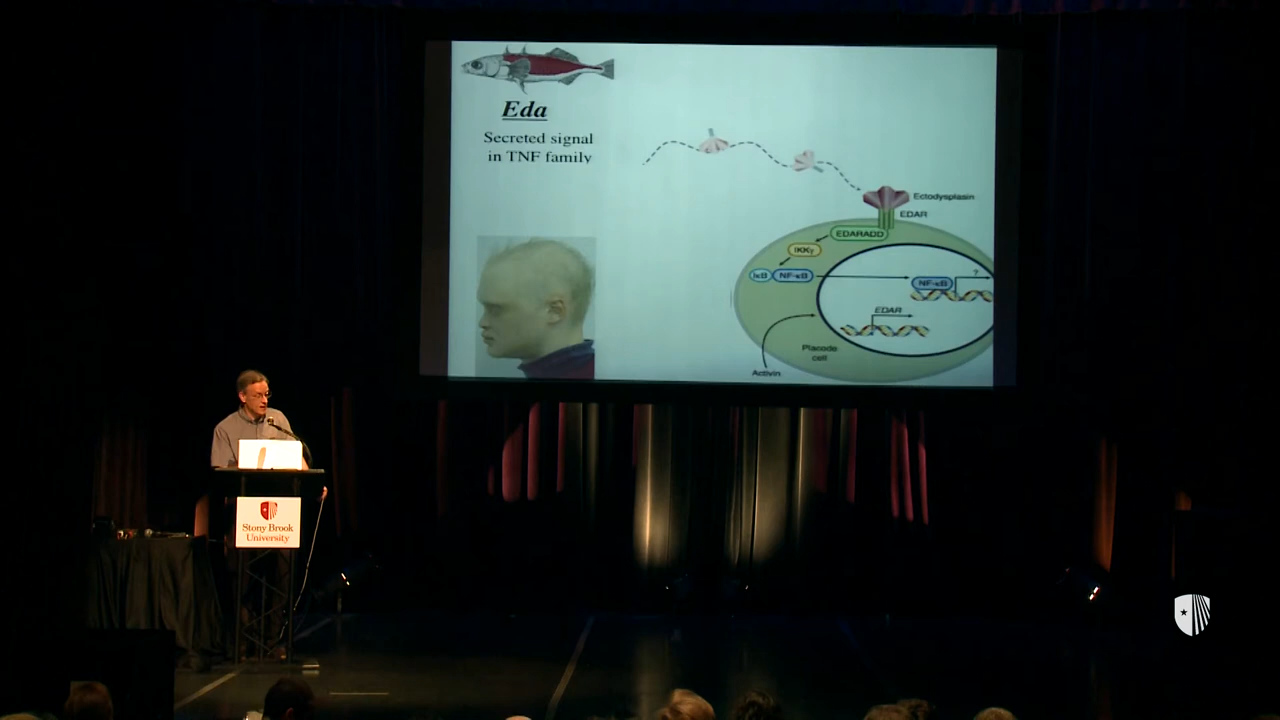 Eda
Secreted signal
in TNF family
Ectodysplasin
EDAR
EDARADD
IKKγ
IκB
NF-κB
NF-κB
?
EDAR
Placode
cell
Activin
Stony Brook
University